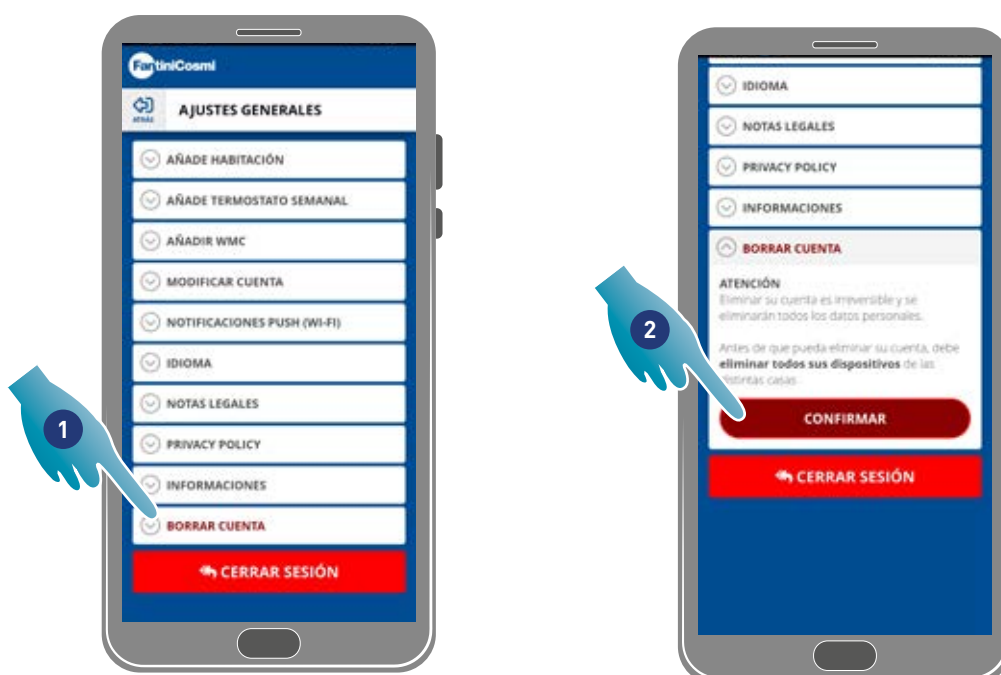 FantiniCosmi
ATRÁS
AJUSTES GENERALES
AÑADE HABITACIÓN
AÑADE TERMOSTATO SEMANAL
AÑADIR WMC
MODIFICAR CUENTA
NOTIFICACIONES PUSH (WI-FI)
IDIOMA
NOTAS LEGALES
PRIVACY POLICY
INFORMACIONES
BORRAR CUENTA
CERRAR SESIÓN
1
IDIOMA
NOTAS LEGALES
PRIVACY POLICY
INFORMACIONES
BORRAR CUENTA
ATENCIÓN
Eliminar su cuenta es irreversible y se
eliminarán todos los datos personales.
Antes de que pueda eliminar su cuenta, debe
eliminar todos sus dispositivos de las
distintas casas.
CONFIRMAR
CERRAR SESIÓN
2